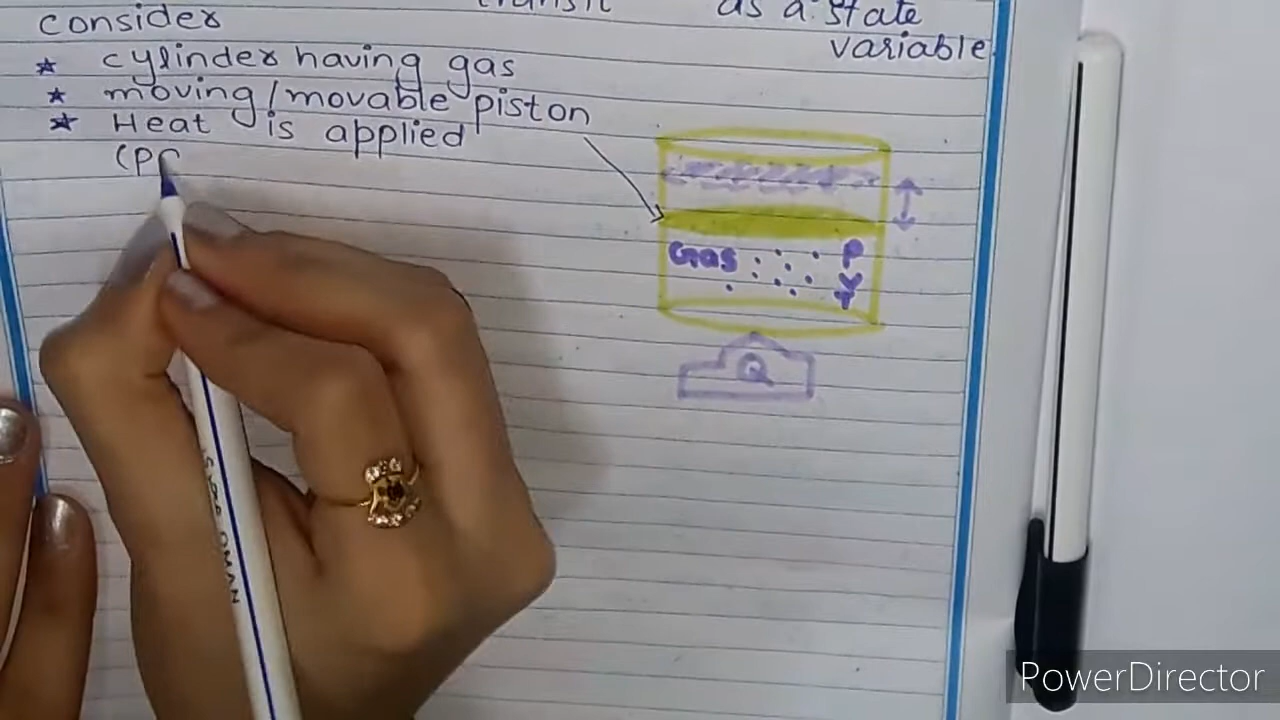 as a state
consider
variable
* cylinder having gas
* moving/movable piston
* Heat is applied
(P
Gas
P
V
T
Q
PowerDirector